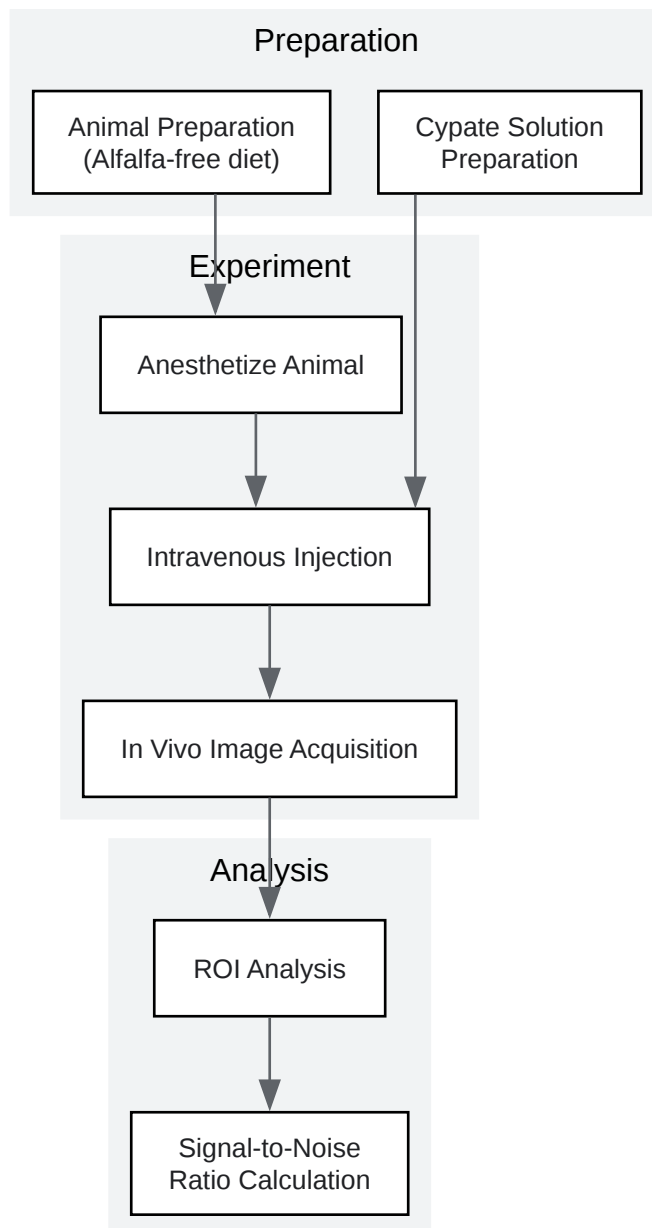 Preparation
Animal Preparation
(Alfalfa-free diet)
Cypate Solution
Preparation
Experiment
Anesthetize Animal
Intravenous Injection
In Vivo Image Acquisition
Analysis
ROI Analysis
Signal-to-Noise
Ratio Calculation